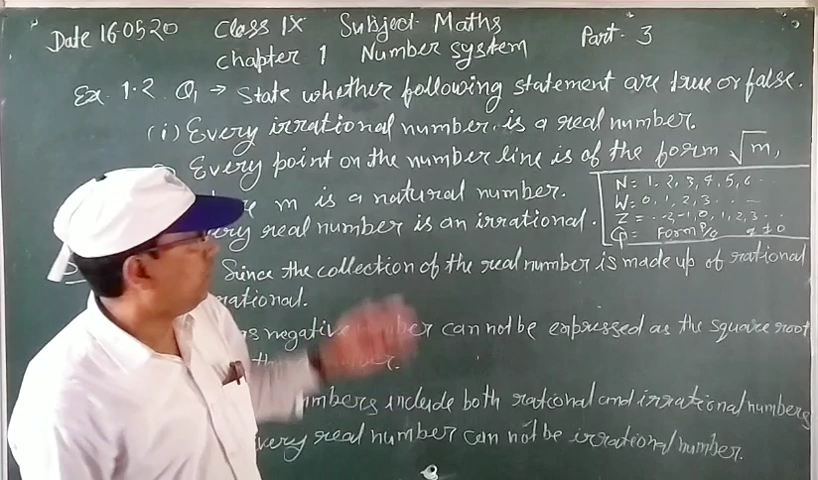 Date 16.05.20 Class IX Subject- Maths Part- 3
Chapter 1 Number system
Ex. 1.2. Q1 → State whether following statement are true or false.
(i) Every irrational number is a real number.
Every point on the number line is of the form √m,
m is a natural number.
real number is an irrational.
N = 1, 2, 3, 4, 5, 6 ...
W = 0, 1, 2, 3 ...
Z = ..-2,-1, 0, 1, 2, 3 ..
Q = Form P/q q ≠ 0
Since the collection of the real number is made up of rational
negative can not be expressed as the square root
include both rational and irrational numbers
real number can not be irrational number.